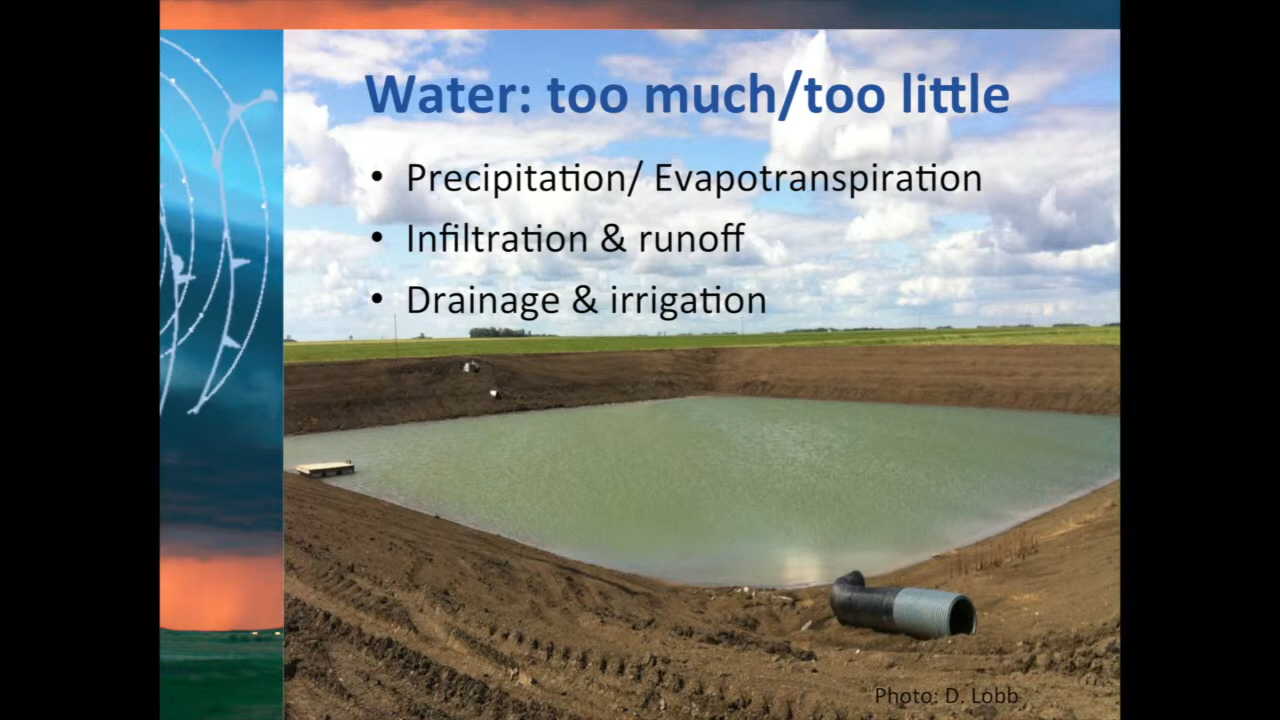 Water: too much/too little
• Precipitation/ Evapotranspiration
• Infiltration & runoff
• Drainage & irrigation
Photo: D. Lobb